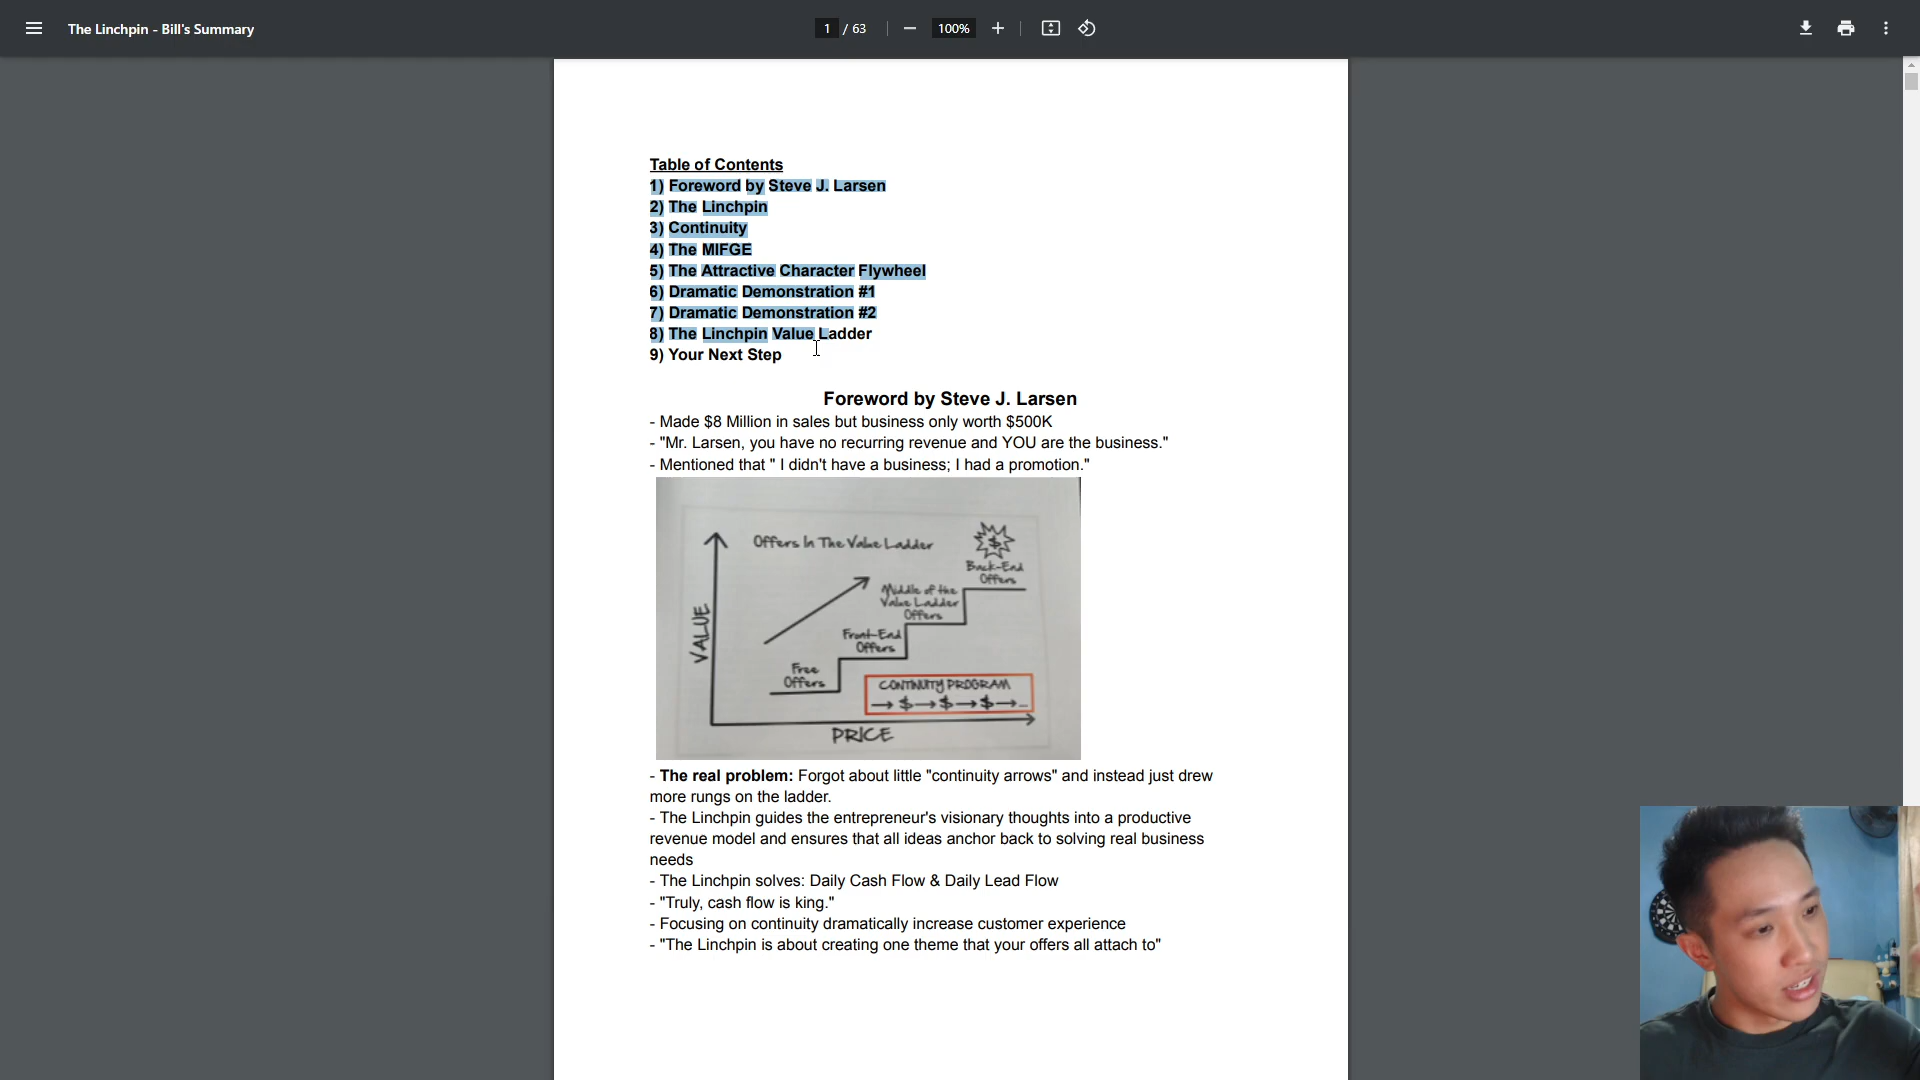 The Linchpin - Bill's Summary
1 / 63
100%
Table of Contents
1) Foreword by Steve J. Larsen
2) The Linchpin
3) Continuity
4) The MIFGE
5) The Attractive Character Flywheel
6) Dramatic Demonstration #1
7) Dramatic Demonstration #2
8) The Linchpin Value Ladder
9) Your Next Step
Foreword by Steve J. Larsen
- Made $8 Million in sales but business only worth $500K
- "Mr. Larsen, you have no recurring revenue and YOU are the business."
- Mentioned that " I didn't have a business; I had a promotion."
Offers In The Value Ladder
$
Back-End
Offers
Middle of the
Value Ladder
Offers
Front-End
Offers
Free
Offers
VALUE
CONTINUITY PROGRAM
→ $ → $ → $ → ...
PRICE
- The real problem: Forgot about little "continuity arrows" and instead just drew
more rungs on the ladder.
- The Linchpin guides the entrepreneur's visionary thoughts into a productive
revenue model and ensures that all ideas anchor back to solving real business
needs
- The Linchpin solves: Daily Cash Flow & Daily Lead Flow
- "Truly, cash flow is king."
- Focusing on continuity dramatically increase customer experience
- "The Linchpin is about creating one theme that your offers all attach to"